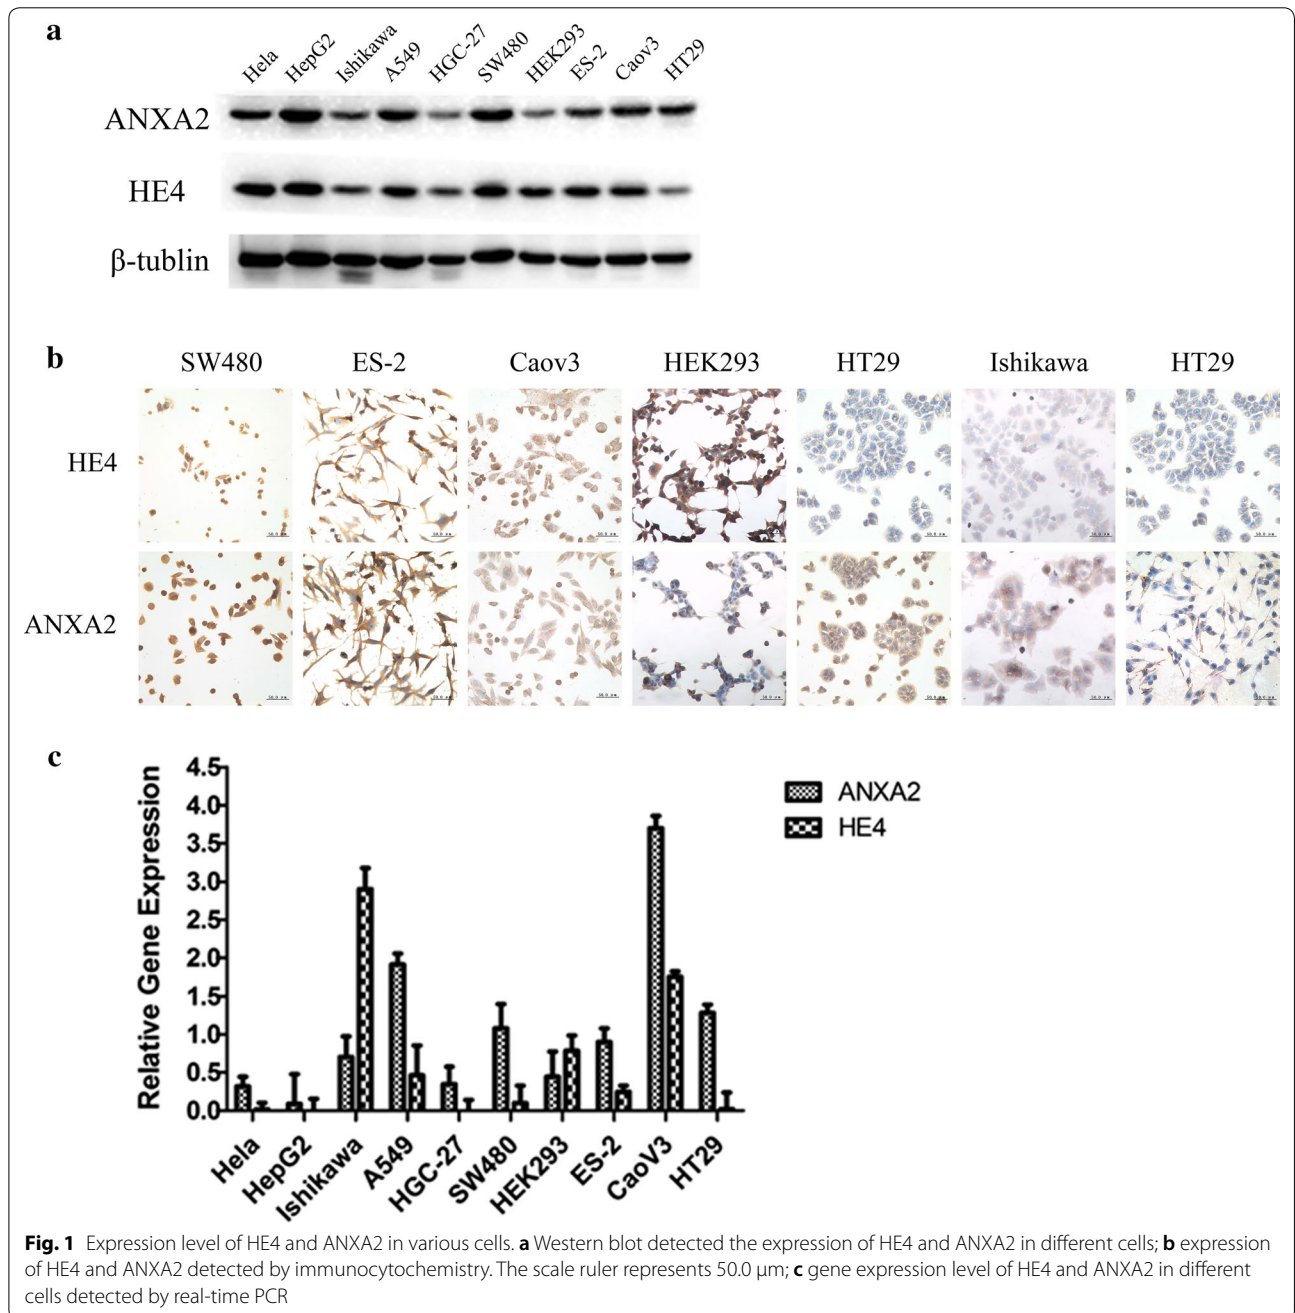 a
Hela HepG2 Ishikawa A549 HGC-27 SW480 HEK293 ES-2 Caov3 HT29
ANXA2
HE4
β-tublin
b
SW480 ES-2 Caov3 HEK293 HT29 Ishikawa HT29
HE4
ANXA2
c
Relative Gene Expression
4.5
4.0
3.5
3.0
2.5
2.0
1.5
1.0
0.5
0.0
ANXA2
HE4
Hela HepG2 Ishikawa A549 HGC-27 SW480 HEK293 ES-2 CaoV3 HT29
Fig. 1 Expression level of HE4 and ANXA2 in various cells. a Western blot detected the expression of HE4 and ANXA2 in different cells; b expression
of HE4 and ANXA2 detected by immunocytochemistry. The scale ruler represents 50.0 μm; c gene expression level of HE4 and ANXA2 in different
cells detected by real-time PCR